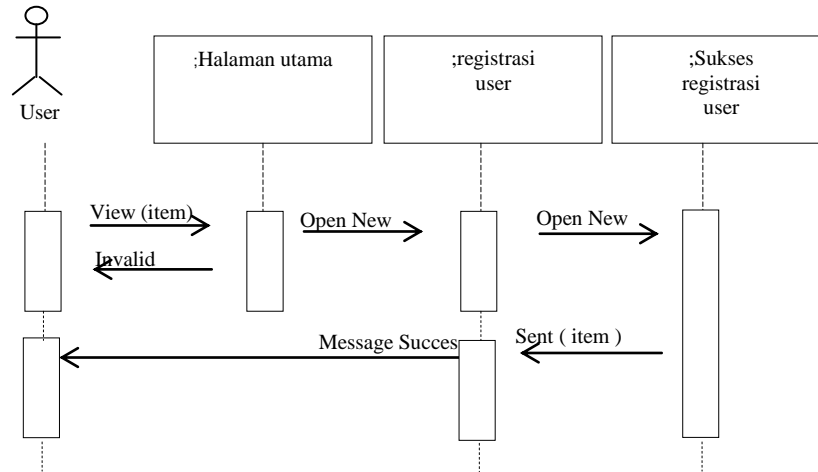 ;Halaman utama
;registrasi
user
;Sukses
registrasi
user
User
View (item)
Open New
Open New
Invalid
Message Succes
Sent ( item )